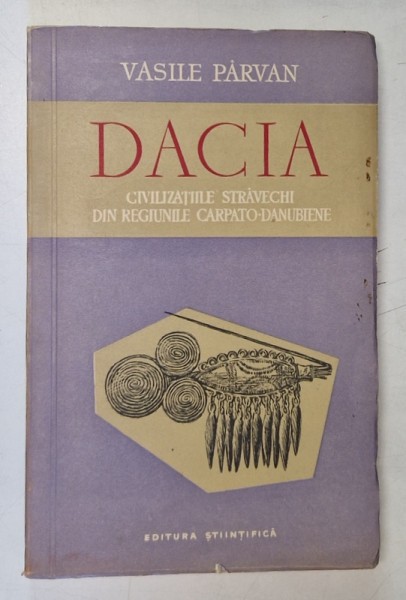 VASILE PÂRVAN
DACIA
CIVILIZAȚIILE STRĂVECHI
DIN REGIUNILE CARPATO-DANUBIENE
EDITURA ȘTIINȚIFICĂ